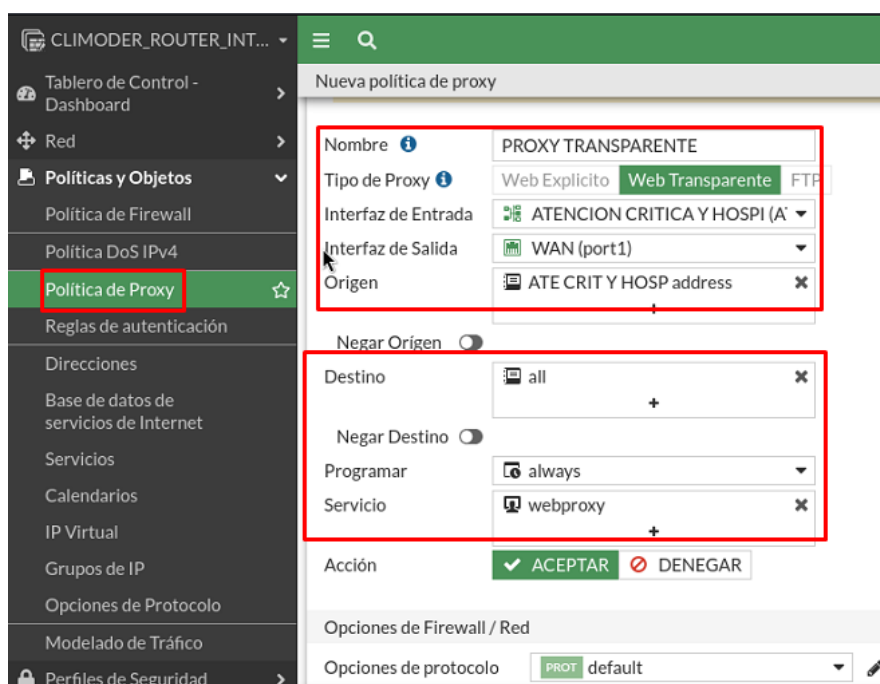 CLIMODER_ROUTER_INT...
Tablero de Control -
Dashboard
Red
Políticas y Objetos
Política de Firewall
Política DoS IPv4
Política de Proxy
Reglas de autenticación
Direcciones
Base de datos de
servicios de Internet
Servicios
Calendarios
IP Virtual
Grupos de IP
Opciones de Protocolo
Modelado de Tráfico
Perfiles de Seguridad
Nueva política de proxy
Nombre PROXY TRANSPARENTE
Tipo de Proxy Web Explicito Web Transparente FTP
Interfaz de Entrada ATENCION CRITICA Y HOSPI (A
Interfaz de Salida WAN (port1)
Origen ATE CRIT Y HOSP address
+
Negar Origen
Destino all
+
Negar Destino
Programar always
Servicio webproxy
+
Acción ACEPTAR DENEGAR
Opciones de Firewall / Red
Opciones de protocolo PROT default